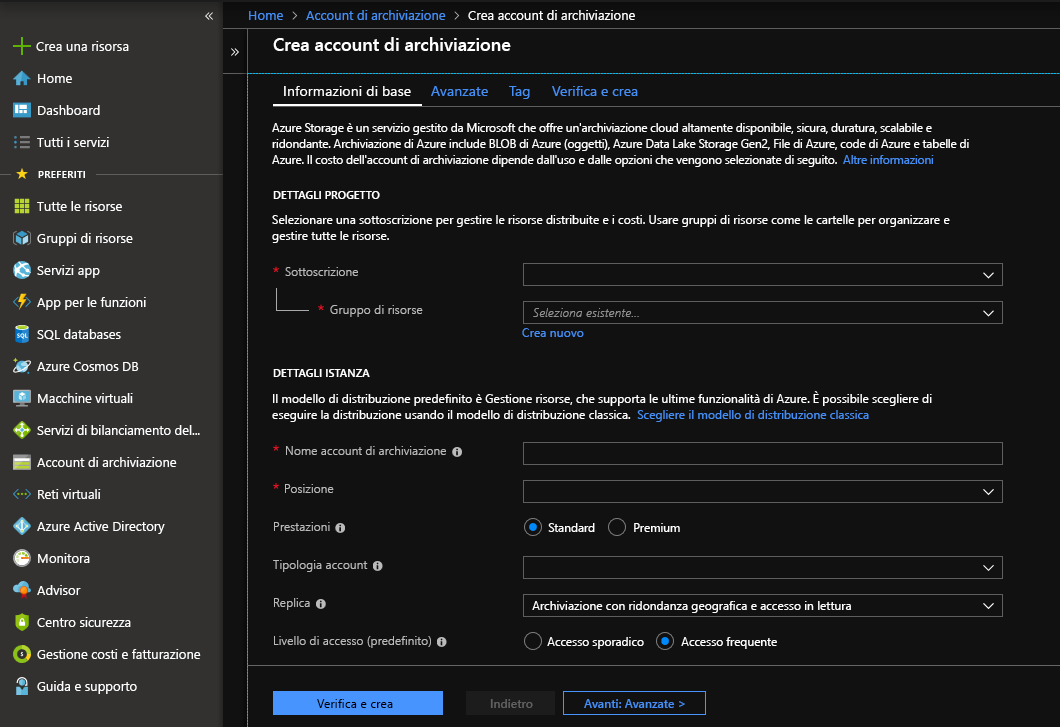 «
Crea una risorsa
Home
Dashboard
Tutti i servizi
PREFERITI
Tutte le risorse
Gruppi di risorse
Servizi app
App per le funzioni
SQL databases
Azure Cosmos DB
Macchine virtuali
Servizi di bilanciamento del...
Account di archiviazione
Reti virtuali
Azure Active Directory
Monitora
Advisor
Centro sicurezza
Gestione costi e fatturazione
Guida e supporto
Home > Account di archiviazione > Crea account di archiviazione
»
Crea account di archiviazione
Informazioni di base Avanzate Tag Verifica e crea
Azure Storage è un servizio gestito da Microsoft che offre un'archiviazione cloud altamente disponibile, sicura, duratura, scalabile e
ridondante. Archiviazione di Azure include BLOB di Azure (oggetti), Azure Data Lake Storage Gen2, File di Azure, code di Azure e tabelle di
Azure. Il costo dell'account di archiviazione dipende dall'uso e dalle opzioni che vengono selezionate di seguito. Altre informazioni
DETTAGLI PROGETTO
Selezionare una sottoscrizione per gestire le risorse distribuite e i costi. Usare gruppi di risorse come le cartelle per organizzare e
gestire tutte le risorse.
* Sottoscrizione
* Gruppo di risorse Seleziona esistente...
Crea nuovo
DETTAGLI ISTANZA
Il modello di distribuzione predefinito è Gestione risorse, che supporta le ultime funzionalità di Azure. È possibile scegliere di
eseguire la distribuzione usando il modello di distribuzione classica. Scegliere il modello di distribuzione classica
* Nome account di archiviazione
* Posizione
Prestazioni Standard Premium
Tipologia account
Replica Archiviazione con ridondanza geografica e accesso in lettura
Livello di accesso (predefinito) Accesso sporadico Accesso frequente
Verifica e crea Indietro Avanti: Avanzate >